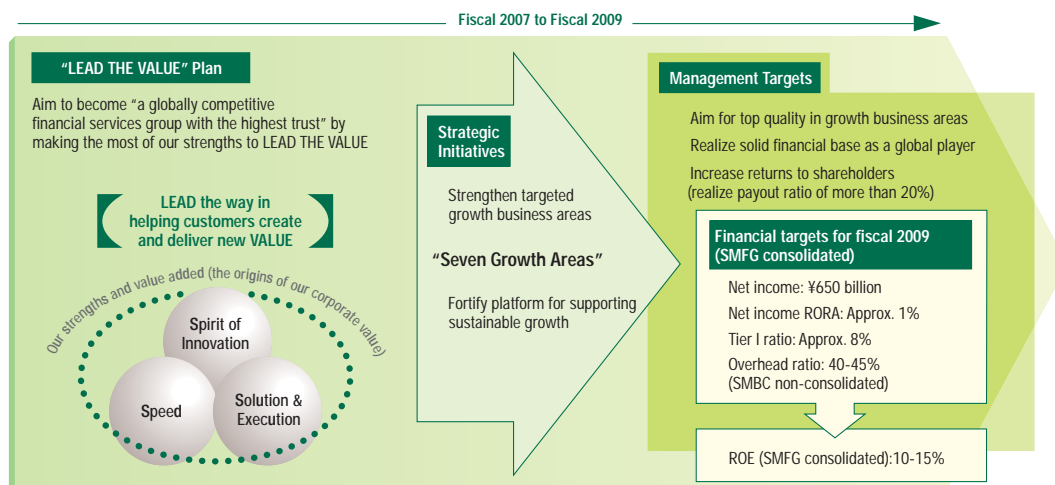 Fiscal 2007 to Fiscal 2009
“LEAD THE VALUE” Plan
Aim to become “a globally competitive
financial services group with the highest trust” by
making the most of our strengths to LEAD THE VALUE
LEAD the way in
helping customers create
and deliver new VALUE
Our strengths and value added (the origins of our corporate value)
Spirit of
Innovation
Speed
Solution &
Execution
Strategic
Initiatives
Strengthen targeted
growth business areas
“Seven Growth Areas”
Fortify platform for supporting
sustainable growth
Management Targets
Aim for top quality in growth business areas
Realize solid financial base as a global player
Increase returns to shareholders
(realize payout ratio of more than 20%)
Financial targets for fiscal 2009
(SMFG consolidated)
Net income: ¥650 billion
Net income RORA: Approx. 1%
Tier I ratio: Approx. 8%
Overhead ratio: 40-45%
(SMBC non-consolidated)
ROE (SMFG consolidated):10-15%